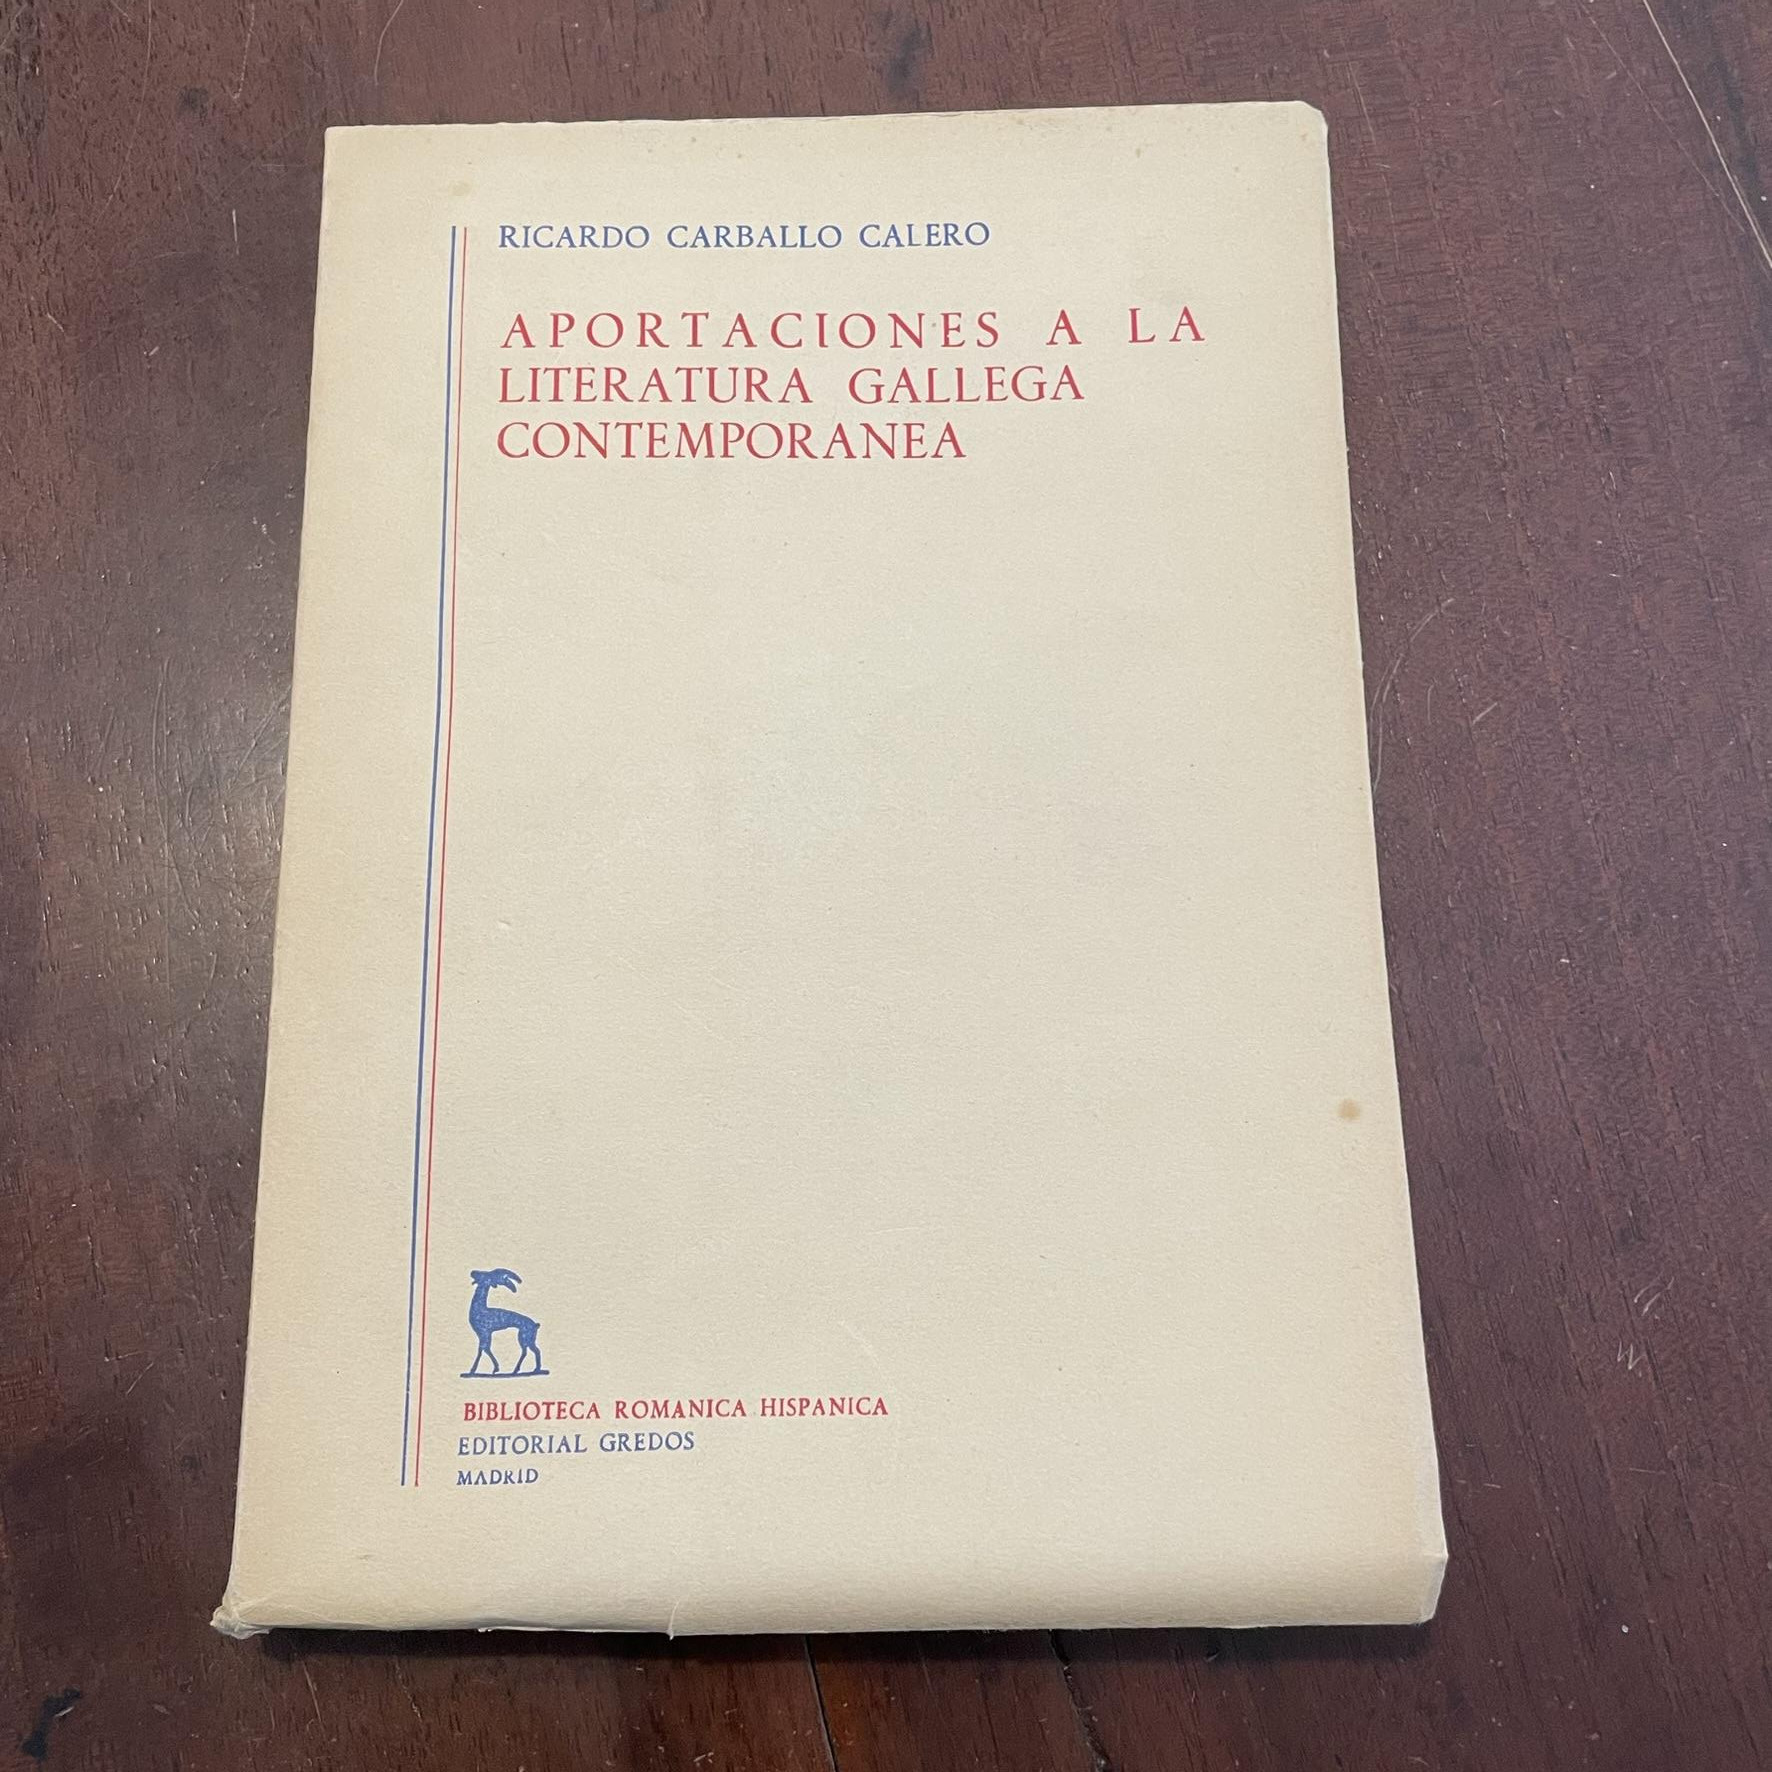 RICARDO CARBALLO CALERO
APORTACIONES A LA
LITERATURA GALLEGA
CONTEMPORANEA
BIBLIOTECA ROMANICA HISPANICA
EDITORIAL GREDOS
MADRID